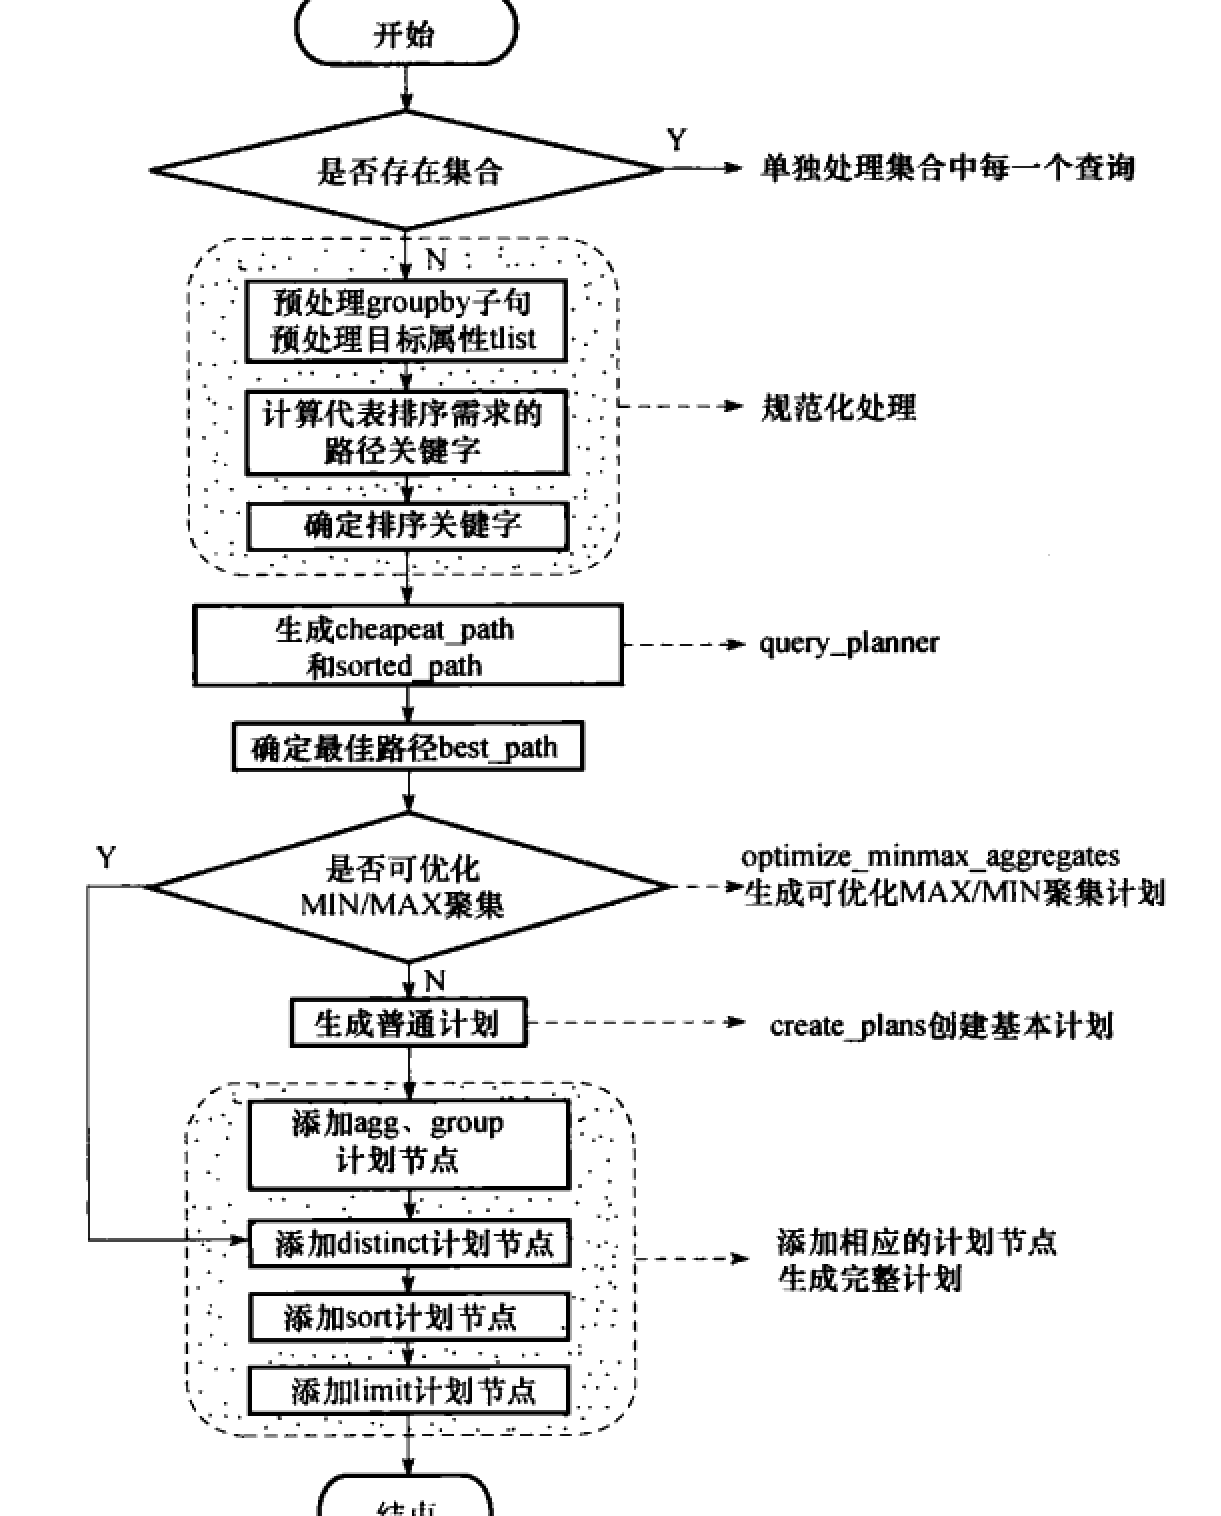 开始
是否存在集合
Y
单独处理集合中每一个查询
N
预处理groupby子句
预处理目标属性tlist
计算代表排序需求的
路径关键字
规范化处理
确定排序关键字
生成cheapeat_path
和sorted_path
query_planner
确定最佳路径best_path
Y
是否可优化
MIN/MAX聚集
optimize_minmax_aggregates
生成可优化MAX/MIN聚集计划
N
生成普通计划
create_plans创建基本计划
添加agg、group
计划节点
添加distinct计划节点
添加相应的计划节点
生成完整计划
添加sort计划节点
添加limit计划节点
结束